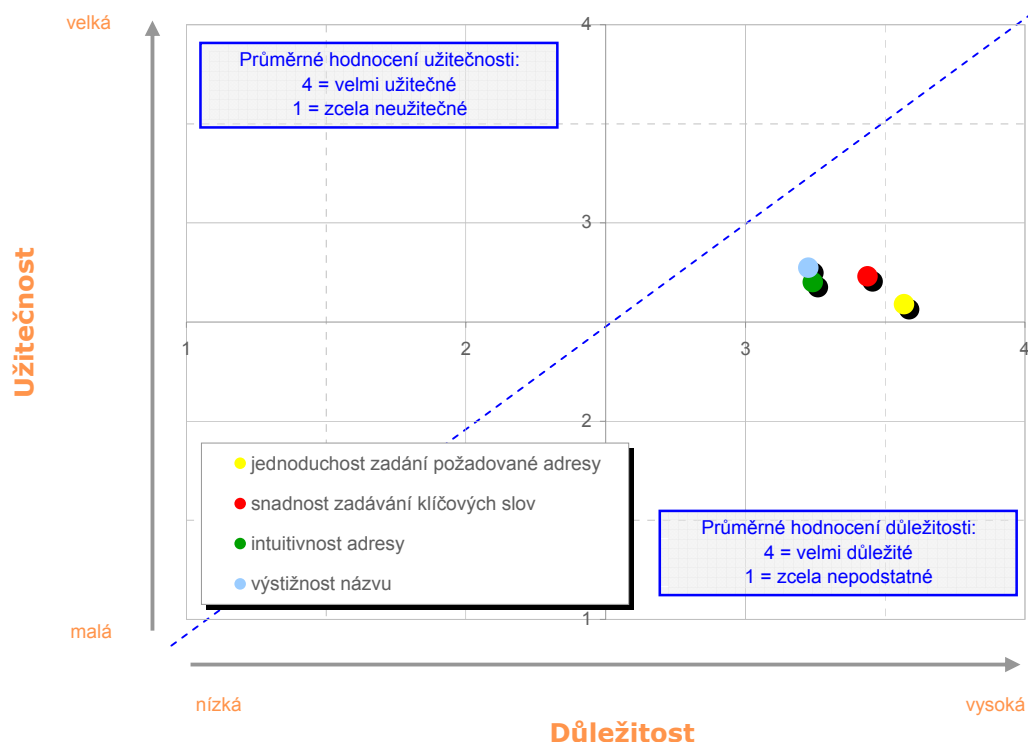 velká
4
Průměrné hodnocení užitečnosti:
4 = velmi užitečné
1 = zcela neužitečné
3
Užitečnost
1
2
3
4
2
jednoduchost zadání požadované adresy
snadnost zadávání klíčových slov
intuitivnost adresy
výstižnost názvu
Průměrné hodnocení důležitosti:
4 = velmi důležité
1 = zcela nepodstatné
malá
1
nízká
vysoká
Důležitost